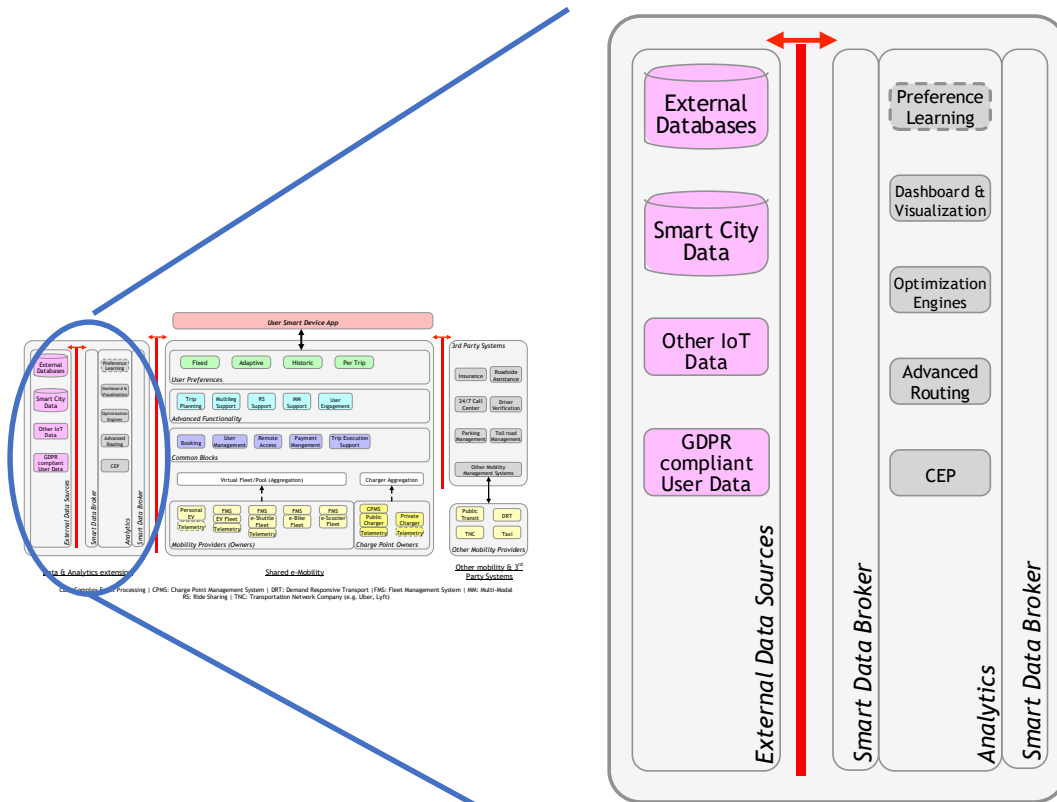 User Smart Device App
Fixed
Adaptive
Historic
Per Trip
User Preferences
Trip
Planning
Multileg
Support
RS
Support
MM
Support
User
Engagement
Advanced Functionality
Booking
User
Management
Remote
Access
Payment
Mengagement
Trip Execution
Support
Common Blocks
Virtual Fleet/Pool (Aggregation)
Charger Aggregation
Personal
EV
Telemetry
FMS
EV Fleet
Telemetry
FMS
e-Shuttle
Fleet
Telemetry
FMS
e-Bike
Fleet
FMS
e-Scooter
Fleet
Mobility Providers (Owners)
CPMS
Public
Charger
Telemetry
Private
Charger
Telemetry
Charge Point Owners
3rd Party Systems
Insurance
Roadside
Assistance
24/7 Call
Center
Driver
Verification
Parking
Management
Toll road
Management
Other Mobility
Management Systems
Public
Transit
DRT
TNC
Taxi
Other Mobility Providers
External
Databases
Smart City
Data
Other IoT
Data
GDPR
compliant
User Data
External Data Sources
Smart Data Broker
Preference
Learning
Dashboard &
Visualization
Optimization
Engines
Advanced
Routing
CEP
Analytics
Smart Data Broker
Data & Analytics extension
Shared e-Mobility
Other mobility & 3rd
Party Systems
Processing | CPMS: Charge Point Management System | DRT: Demand Responsive Transport |FMS: Fleet Management System | MM: Multi-Modal
RS: Ride Sharing | TNC: Transportation Network Company (e.g. Uber, Lyft)
External
Databases
Smart City
Data
Other IoT
Data
GDPR
compliant
User Data
External Data Sources
Smart Data Broker
Preference
Learning
Dashboard &
Visualization
Optimization
Engines
Advanced
Routing
CEP
Analytics
Smart Data Broker